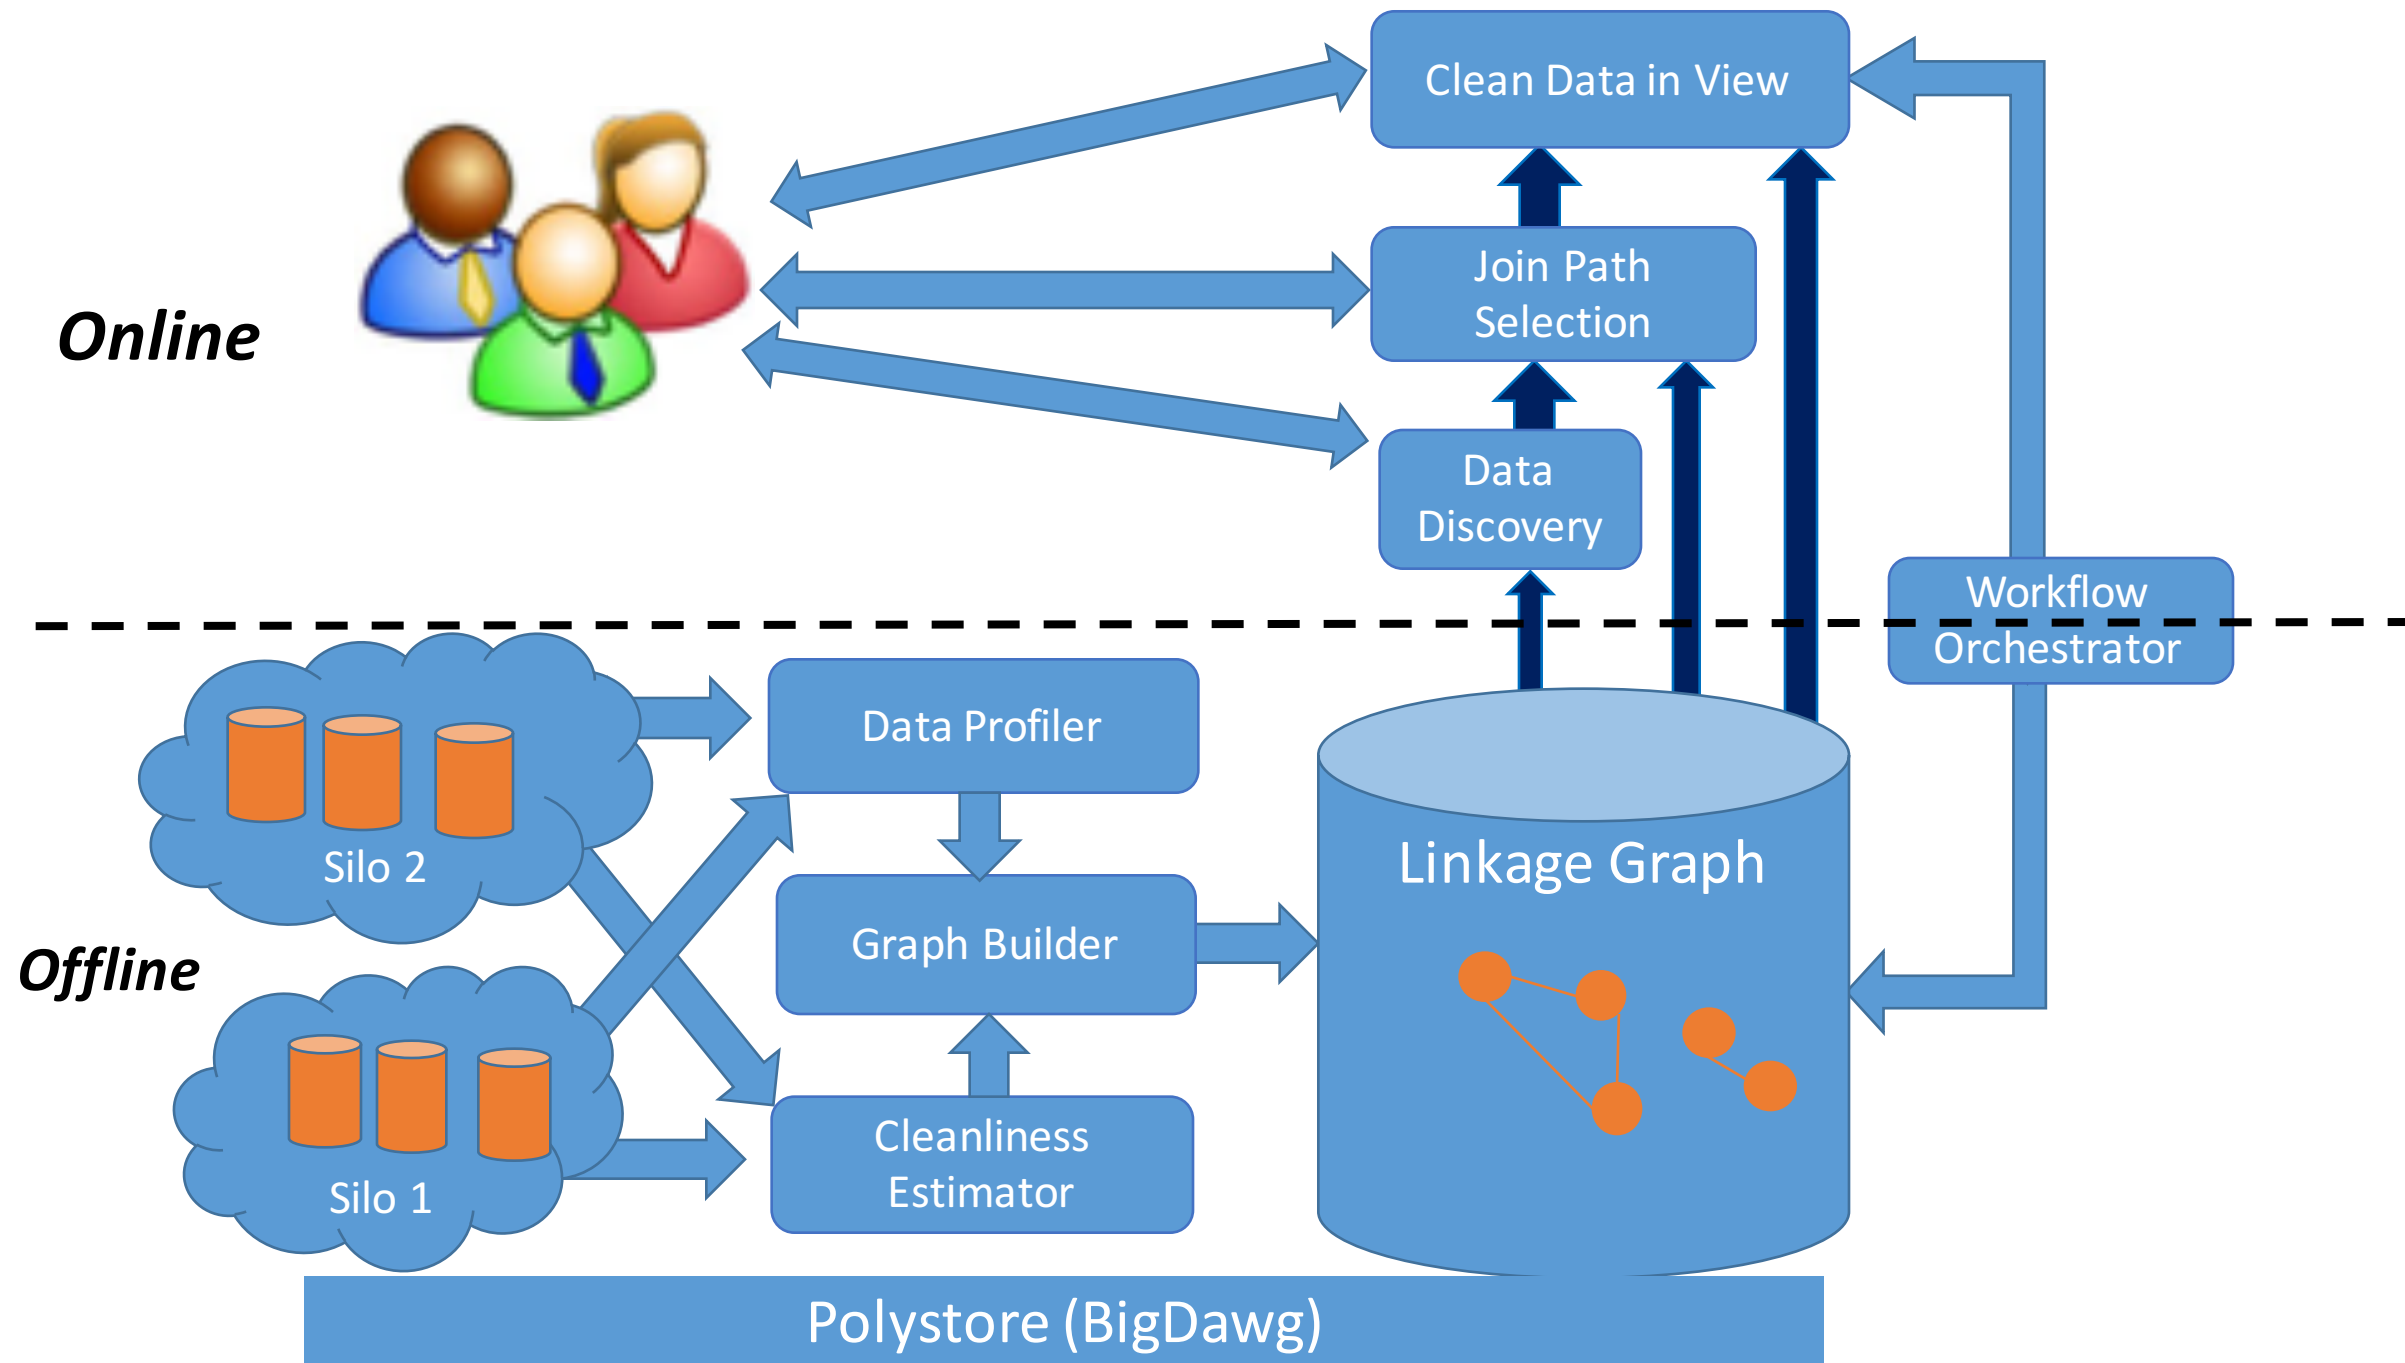 Clean Data in View
Join Path
Selection
Online
Data
Discovery
Workflow
Orchestrator
Data Profiler
Silo 2
Linkage Graph
Graph Builder
Offline
Cleanliness
Estimator
Silo 1
Polystore (BigDawg)